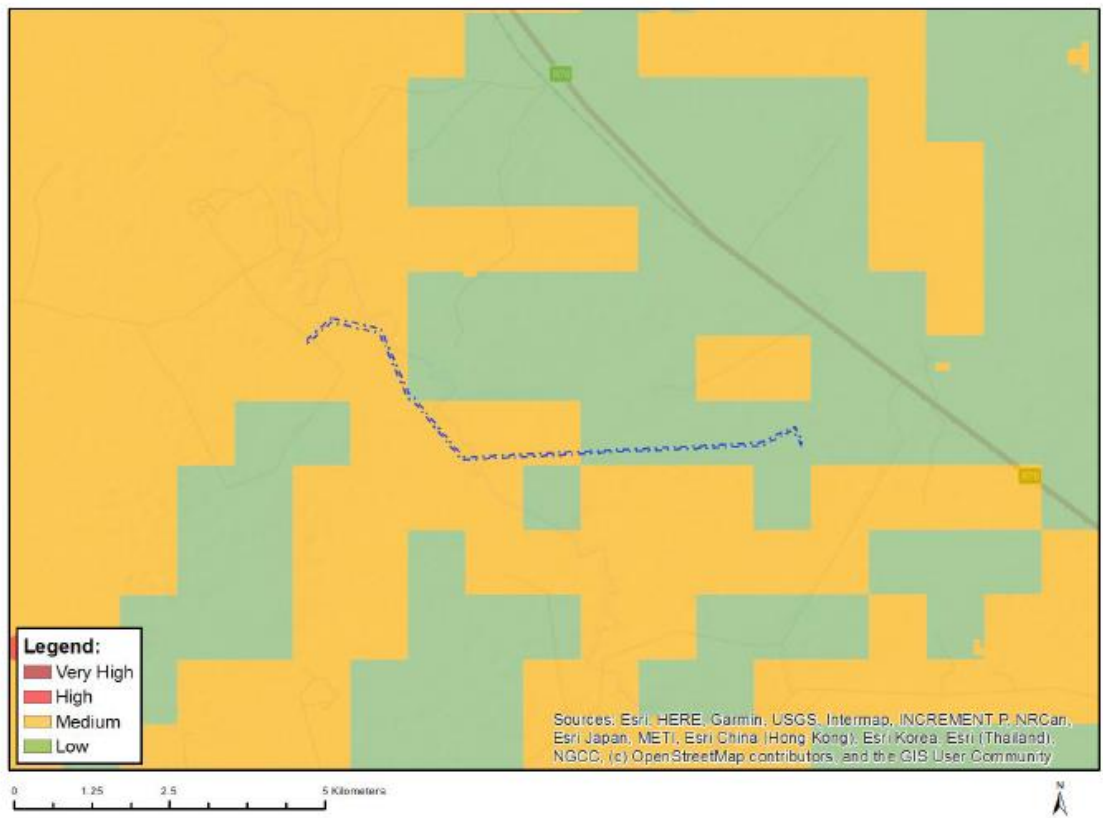 Legend:
Very High
High
Medium
Low
Sources: Esri, HERE, Garmin, USGS, Intermap, INCREMENT P, NRCan,
Esri Japan, METI, Esri China (Hong Kong), Esri Korea, Esri (Thailand),
NGCC, (c) OpenStreetMap contributors, and the GIS User Community
0 1.25 2.5 5 Kilometers
N